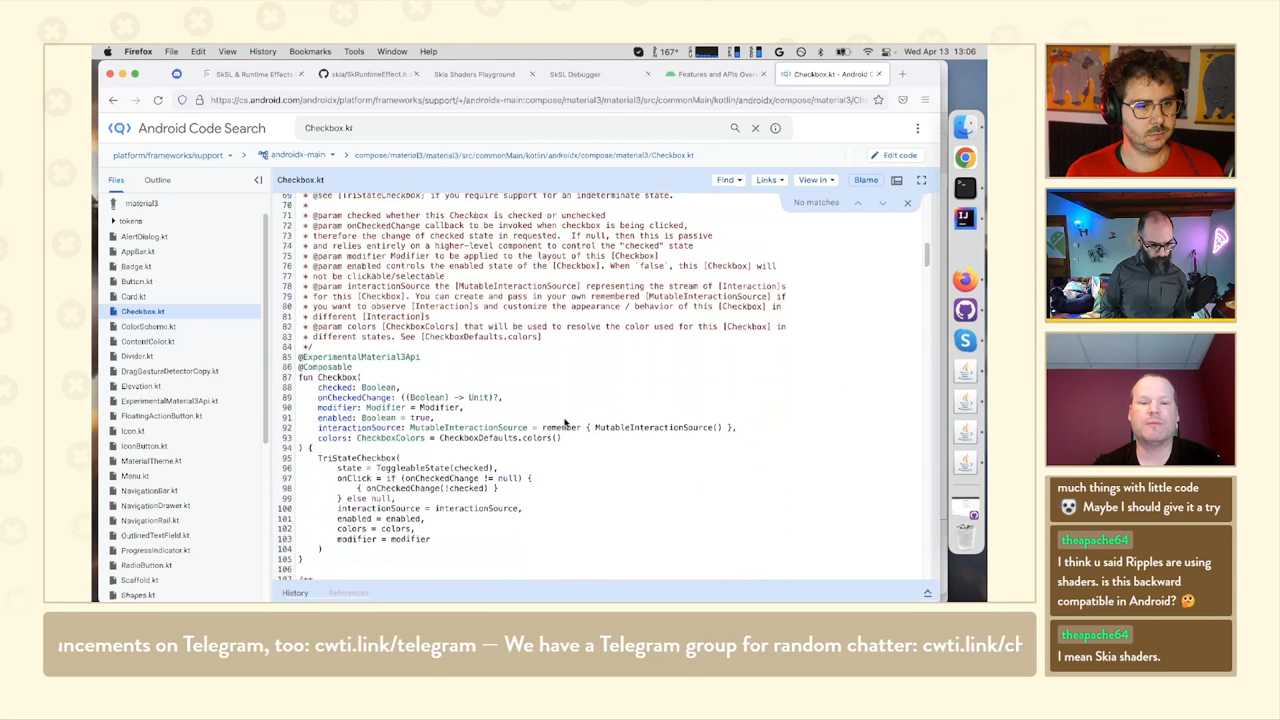 Firefox File Edit View History Bookmarks Tools Window Help 167° Wed Apr 13 13:06
SkSL & Runtime Effects skia/SkRuntimeEffect.h Skia Shaders Playground SkSL Debugger Features and APIs Overv Checkbox.kt - Android C
https://cs.android.com/androidx/platform/frameworks/support/+/androidx-main:compose/material3/material3/src/commonMain/kotlin/androidx/compose/material3/Che
Android Code Search Checkbox.kt
platform/frameworks/support androidx-main compose/material3/material3/src/commonMain/kotlin/androidx/compose/material3/Checkbox.kt Edit code
Files Outline Checkbox.kt Find Links View in Blame
No matches
material3
tokens
AlertDialog.kt
AppBar.kt
Badge.kt
Button.kt
Card.kt
Checkbox.kt
ColorScheme.kt
ContentColor.kt
Divider.kt
DragGestureDetectorCopy.kt
Elevation.kt
ExperimentalMaterial3Api.kt
FloatingActionButton.kt
Icon.kt
IconButton.kt
MaterialTheme.kt
Menu.kt
NavigationBar.kt
NavigationDrawer.kt
NavigationRail.kt
OutlinedTextField.kt
ProgressIndicator.kt
RadioButton.kt
Scaffold.kt
Shapes.kt
69 * @see [TriStateCheckbox] if you require support for an indeterminate state.
70 *
71 * @param checked whether this Checkbox is checked or unchecked
72 * @param onCheckedChange callback to be invoked when checkbox is being clicked,
73 * therefore the change of checked state in requested. If null, then this is passive
74 * and relies entirely on a higher-level component to control the "checked" state
75 * @param modifier Modifier to be applied to the layout of this [Checkbox]
76 * @param enabled controls the enabled state of the [Checkbox]. When `false`, this [Checkbox] will
77 * not be clickable/selectable
78 * @param interactionSource the [MutableInteractionSource] representing the stream of [Interaction]s
79 * for this [Checkbox]. You can create and pass in your own remembered [MutableInteractionSource] if
80 * you want to observe [Interaction]s and customize the appearance / behavior of this [Checkbox] in
81 * different [Interaction]s
82 * @param colors [CheckboxColors] that will be used to resolve the color used for this [Checkbox] in
83 * different states. See [CheckboxDefaults.colors]
84 */
85 @ExperimentalMaterial3Api
86 @Composable
87 fun Checkbox(
88 checked: Boolean,
89 onCheckedChange: ((Boolean) -> Unit)?,
90 modifier: Modifier = Modifier,
91 enabled: Boolean = true,
92 interactionSource: MutableInteractionSource = remember { MutableInteractionSource() },
93 colors: CheckboxColors = CheckboxDefaults.colors()
94 ) {
95 TriStateCheckbox(
96 state = ToggleableState(checked),
97 onClick = if (onCheckedChange != null) {
98 { onCheckedChange(!checked) }
99 } else null,
100 interactionSource = interactionSource,
101 enabled = enabled,
102 colors = colors,
103 modifier = modifier
104 )
105 }
106
107 /**
History References
much things with little code
Maybe I should give it a try
theapache64
I think u said Ripples are using
shaders. is this backward
compatible in Android?
theapache64
I mean Skia shaders.
ıncements on Telegram, too: cwti.link/telegram — We have a Telegram group for random chatter: cwti.link/ch